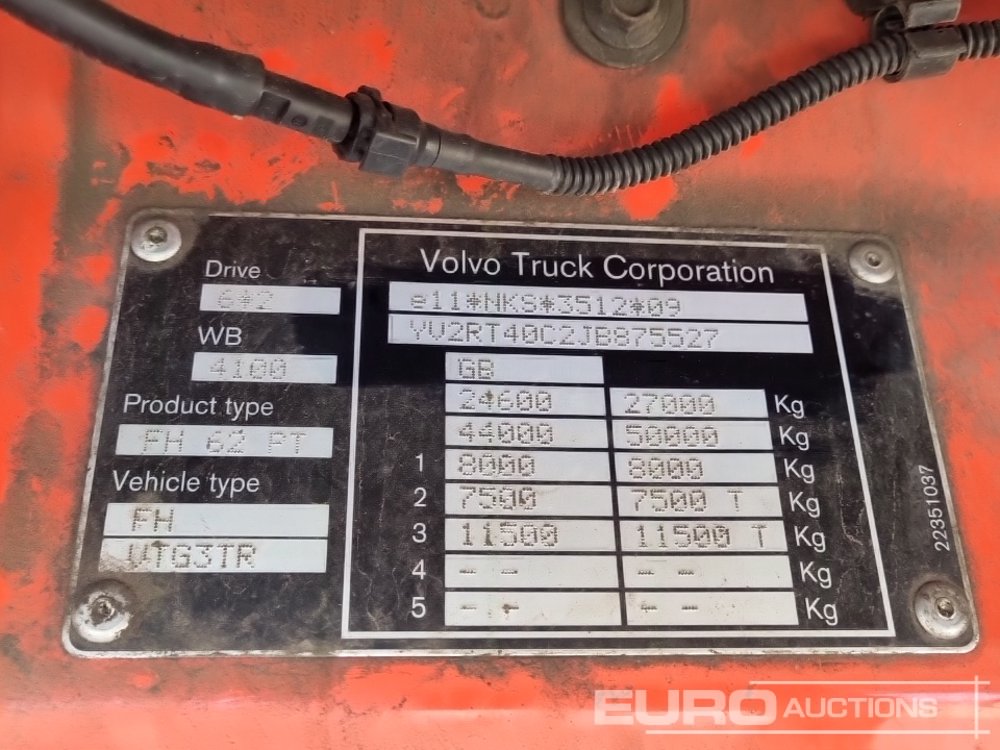 Volvo Truck Corporation
Drive
6*2
WB
4100
Product type
FH 62 PT
Vehicle type
FH
VTG3TR
e11*NKS*3512*09
YV2RT40C2JB875527
GB
24600 27000 Kg
44000 50000 Kg
1 8000 8000 Kg
2 7500 7500 T Kg
3 11500 11500 T Kg
4 -- -- -- -- Kg
5 -- -- -- -- Kg
22351037
EURO AUCTIONS